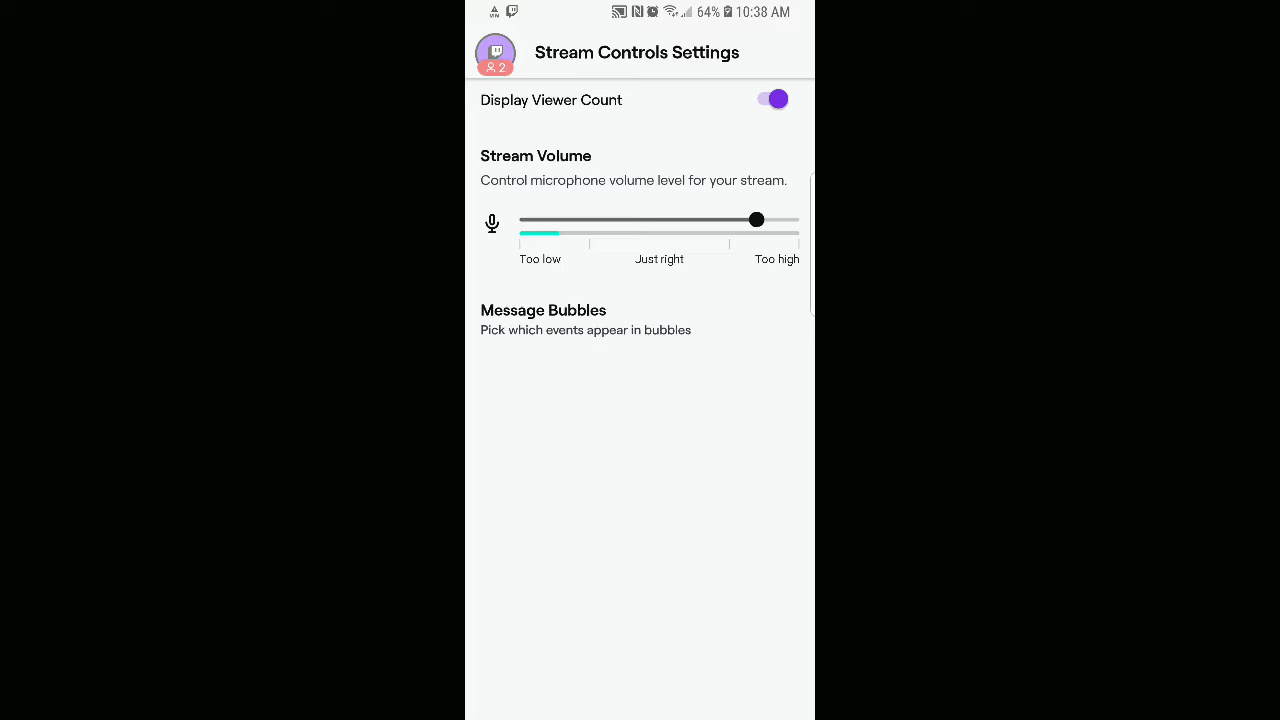 64% 10:38 AM
2
Stream Controls Settings
Display Viewer Count
Stream Volume
Control microphone volume level for your stream.
Too low Just right Too high
Message Bubbles
Pick which events appear in bubbles